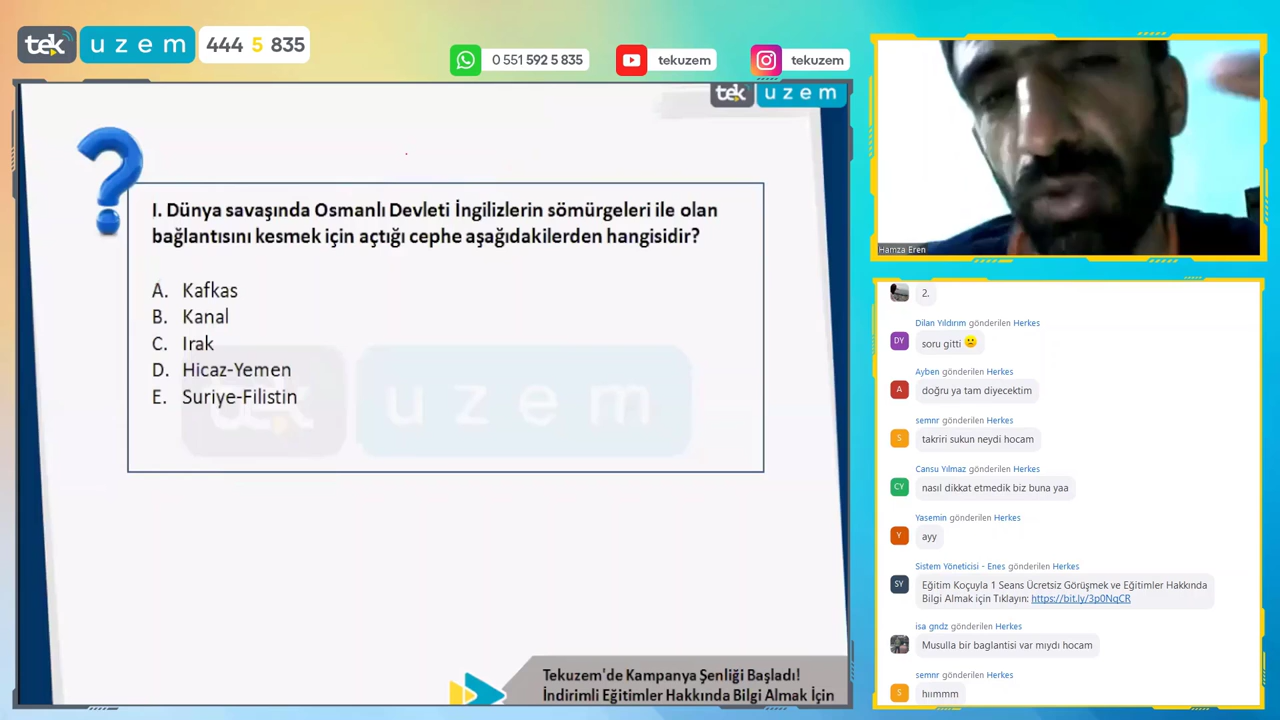 tek uzem 444 5 835
0 551 592 5 835
tekuzem
tekuzem
tek uzem
I. Dünya savaşında Osmanlı Devleti İngilizlerin sömürgeleri ile olan
bağlantısını kesmek için açtığı cephe aşağıdakilerden hangisidir?
A. Kafkas
B. Kanal
C. Irak
D. Hicaz-Yemen
E. Suriye-Filistin
tek uzem
Tekuzem'de Kampanya Şenliği Başladı!
İndirimli Eğitimler Hakkında Bilgi Almak İçin
Hamza Eren
2.
Dilan Yıldırım gönderilen Herkes
DY
soru gitti
Ayben gönderilen Herkes
A
doğru ya tam diyecektim
semnr gönderilen Herkes
S
takriri sukun neydi hocam
Cansu Yılmaz gönderilen Herkes
CY
nasıl dikkat etmedik biz buna yaa
Yasemin gönderilen Herkes
Y
ayy
Sistem Yöneticisi - Enes gönderilen Herkes
SY
Eğitim Koçuyla 1 Seans Ücretsiz Görüşmek ve Eğitimler Hakkında
Bilgi Almak için Tıklayın: https://bit.ly/3p0NqCR
isa gndz gönderilen Herkes
Musulla bir baglantisi var mıydı hocam
semnr gönderilen Herkes
S
hıımmm